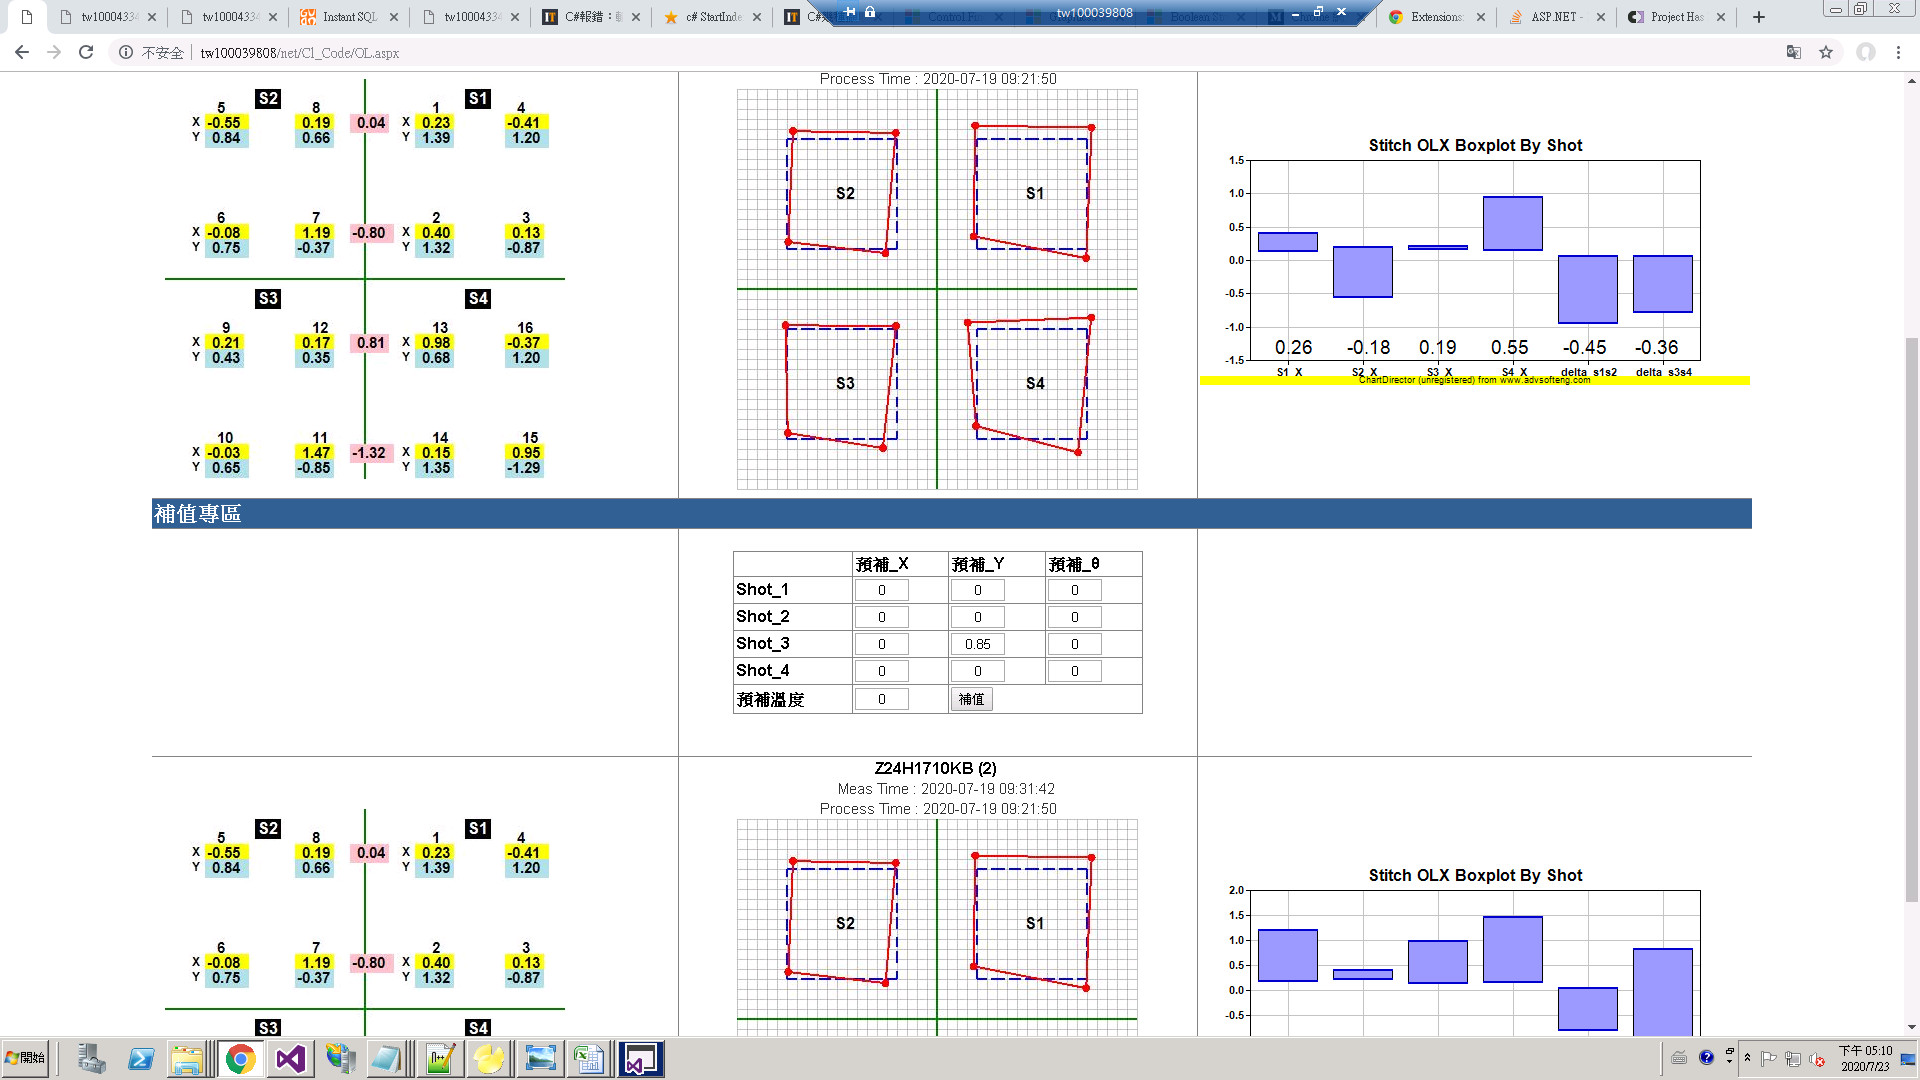 tw1000433
tw1000433
Instant SQL
tw1000433
C#報錯：
c# StartInde
C#
Control F
Boolean S
tw100039808
Extensions
ASP.NET -
Project Has
不安全 tw100039808/net/Cl_Code/OL.aspx
Process Time : 2020-07-19 09:21:50
S2 S1
5 8 1 4
X -0.55 0.19 0.04 X 0.23 -0.41
Y 0.84 0.66 Y 1.39 1.20
6 7 2 3
X -0.08 1.19 -0.80 X 0.40 0.13
Y 0.75 -0.37 Y 1.32 -0.87
S3 S4
9 12 13 16
X 0.21 0.17 0.81 X 0.98 -0.37
Y 0.43 0.35 Y 0.68 1.20
10 11 14 15
X -0.03 1.47 -1.32 X 0.15 0.95
Y 0.65 -0.85 Y 1.35 -1.29
S2 S1
S3 S4
Stitch OLX Boxplot By Shot
1.5
1.0
0.5
0.0
-0.5
-1.0
-1.5
0.26 -0.18 0.19 0.55 -0.45 -0.36
S1_X S2_X S3_X S4_X delta_s1s2 delta_s3s4
ChartDirector (unregistered) from www.advsofteng.com
補值專區
預補_X 預補_Y 預補_θ
Shot_1 0 0 0
Shot_2 0 0 0
Shot_3 0 0.85 0
Shot_4 0 0 0
預補溫度 0 補值
Z24H1710KB (2)
Meas Time : 2020-07-19 09:31:42
Process Time : 2020-07-19 09:21:50
S2 S1
5 8 1 4
X -0.55 0.19 0.04 X 0.23 -0.41
Y 0.84 0.66 Y 1.39 1.20
6 7 2 3
X -0.08 1.19 -0.80 X 0.40 0.13
Y 0.75 -0.37 Y 1.32 -0.87
S3 S4
S2 S1
Stitch OLX Boxplot By Shot
2.0
1.5
1.0
0.5
0.0
-0.5
開始
下午 05:10
2020/7/23